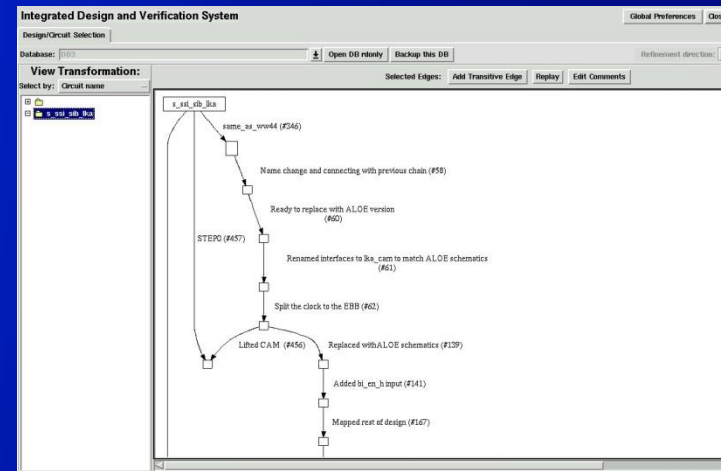 Integrated Design and Verification System
Global Preferences
Design/Circuit Selection
Database: DB3 Open DB rdonly Backup this DB Refinement direction:
View Transformation:
Selected Edges: Add Transitive Edge Replay Edit Comments
Select by: Circuit name
s_ssi_sib_lka
s_ssi_sib_lka
same_as_ww44 (#346)
Name change and connecting with previous chain (#58)
Ready to replace with ALOE version
(#60)
STEP0 (#457)
Renamed interfaces to lka_cam to match ALOE schematics
(#61)
Split the clock to the EBB (#62)
Lifted CAM (#456) Replaced withALOE schematics (#139)
Added bi_en_h input (#141)
Mapped rest of design (#167)